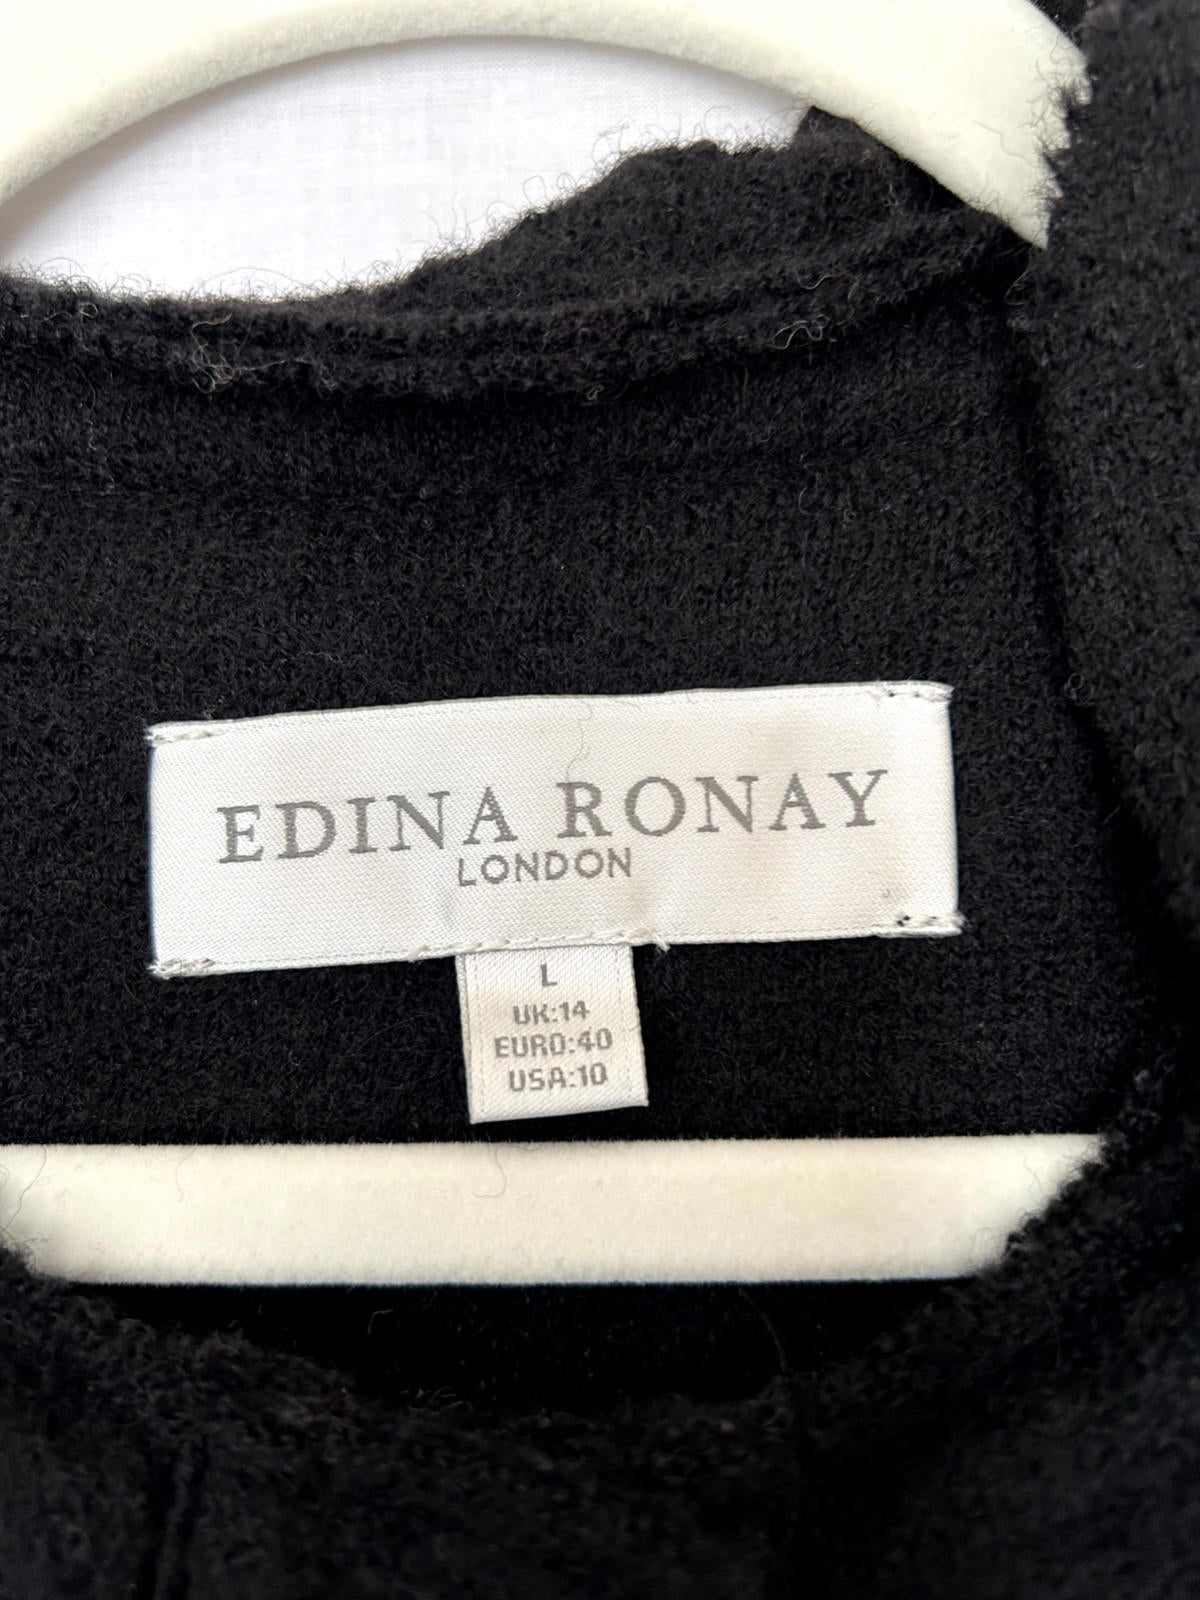 EDINA RONAY
LONDON
L
UK:14
EURO:40
USA:10